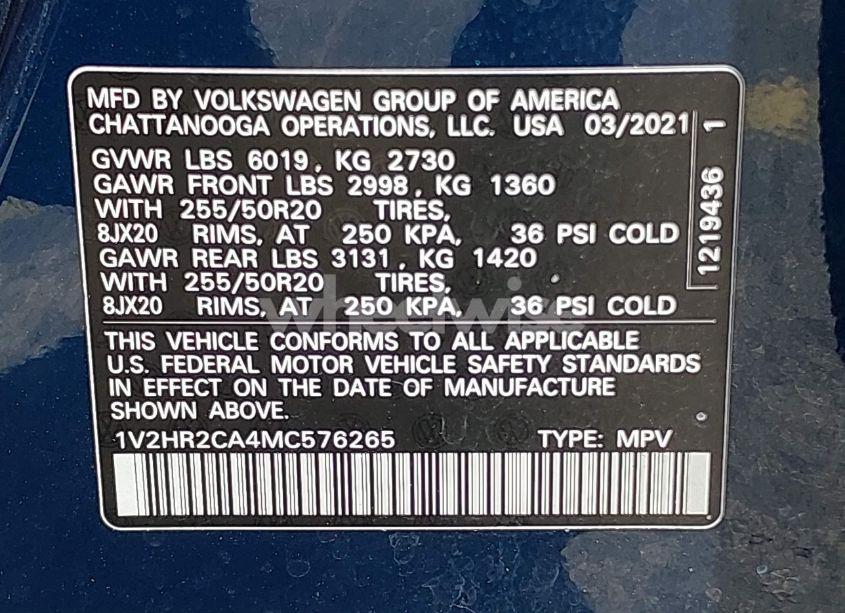 MFD BY VOLKSWAGEN GROUP OF AMERICA
CHATTANOOGA OPERATIONS, LLC. USA 03/2021
GVWR LBS 6019, KG 2730
GAWR FRONT LBS 2998, KG 1360
WITH 255/50R20 TIRES,
8JX20 RIMS, AT 250 KPA, 36 PSI COLD
GAWR REAR LBS 3131, KG 1420
WITH 255/50R20 TIRES,
8JX20 RIMS, AT 250 KPA, 36 PSI COLD
THIS VEHICLE CONFORMS TO ALL APPLICABLE
U.S. FEDERAL MOTOR VEHICLE SAFETY STANDARDS
IN EFFECT ON THE DATE OF MANUFACTURE
SHOWN ABOVE.
1V2HR2CA4MC576265 TYPE: MPV
1219436 1
wheelwise